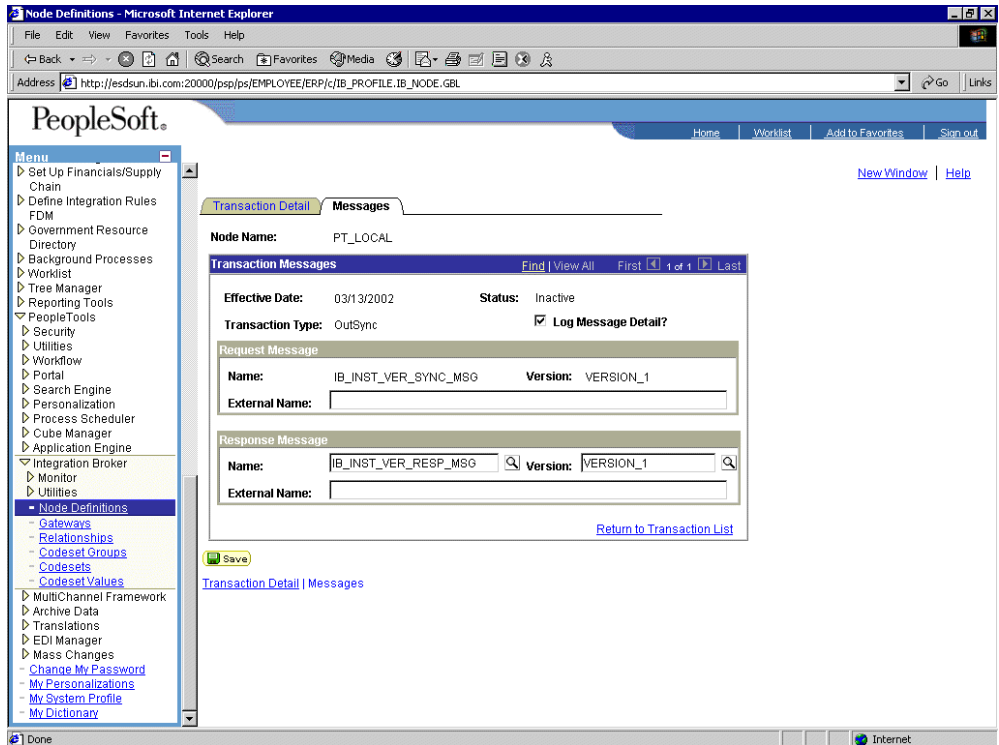 Node Definitions - Microsoft Internet Explorer
File Edit View Favorites Tools Help
Back Search Favorites Media
Address http://esdsun.ibi.com:20000/psp/ps/EMPLOYEE/ERP/c/IB_PROFILE.IB_NODE.GBL Go Links
PeopleSoft.
Home Worklist Add to Favorites Sign out
Menu
Set Up Financials/Supply
Chain
Define Integration Rules
FDM
Government Resource
Directory
Background Processes
Worklist
Tree Manager
Reporting Tools
PeopleTools
Security
Utilities
Workflow
Portal
Search Engine
Personalization
Process Scheduler
Cube Manager
Application Engine
Integration Broker
Monitor
Utilities
Node Definitions
Gateways
Relationships
Codeset Groups
Codesets
Codeset Values
MultiChannel Framework
Archive Data
Translations
EDI Manager
Mass Changes
Change My Password
My Personalizations
My System Profile
My Dictionary
New Window | Help
Transaction Detail Messages
Node Name: PT_LOCAL
Transaction Messages Find | View All First 1 of 1 Last
Effective Date: 03/13/2002 Status: Inactive
Transaction Type: OutSync Log Message Detail?
Request Message
Name: IB_INST_VER_SYNC_MSG Version: VERSION_1
External Name:
Response Message
Name: IB_INST_VER_RESP_MSG Version: VERSION_1
External Name:
Return to Transaction List
Save
Transaction Detail | Messages
Done Internet